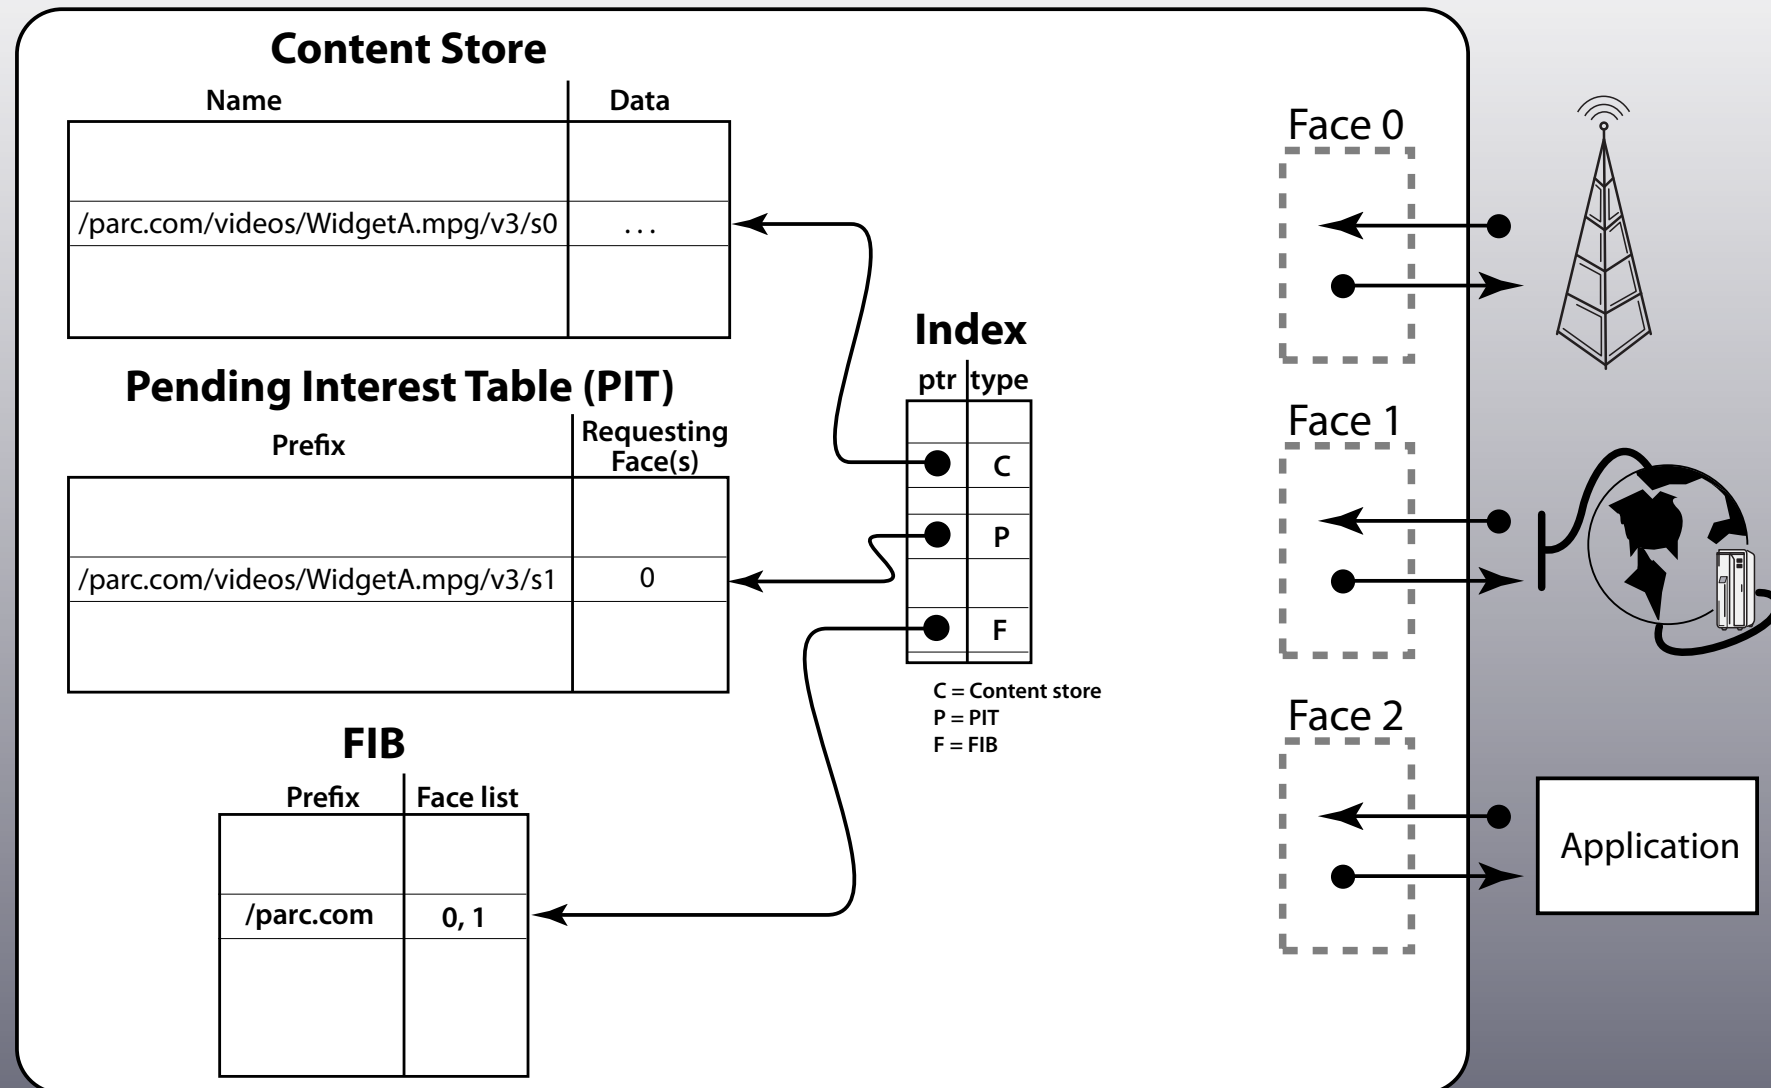 Content Store
Name Data
/parc.com/videos/WidgetA.mpg/v3/s0 ...
Pending Interest Table (PIT)
Prefix Requesting
Face(s)
/parc.com/videos/WidgetA.mpg/v3/s1 0
FIB
Prefix Face list
/parc.com 0, 1
Index
ptr type
C
P
F
C = Content store
P = PIT
F = FIB
Face 0
Face 1
Face 2
Application